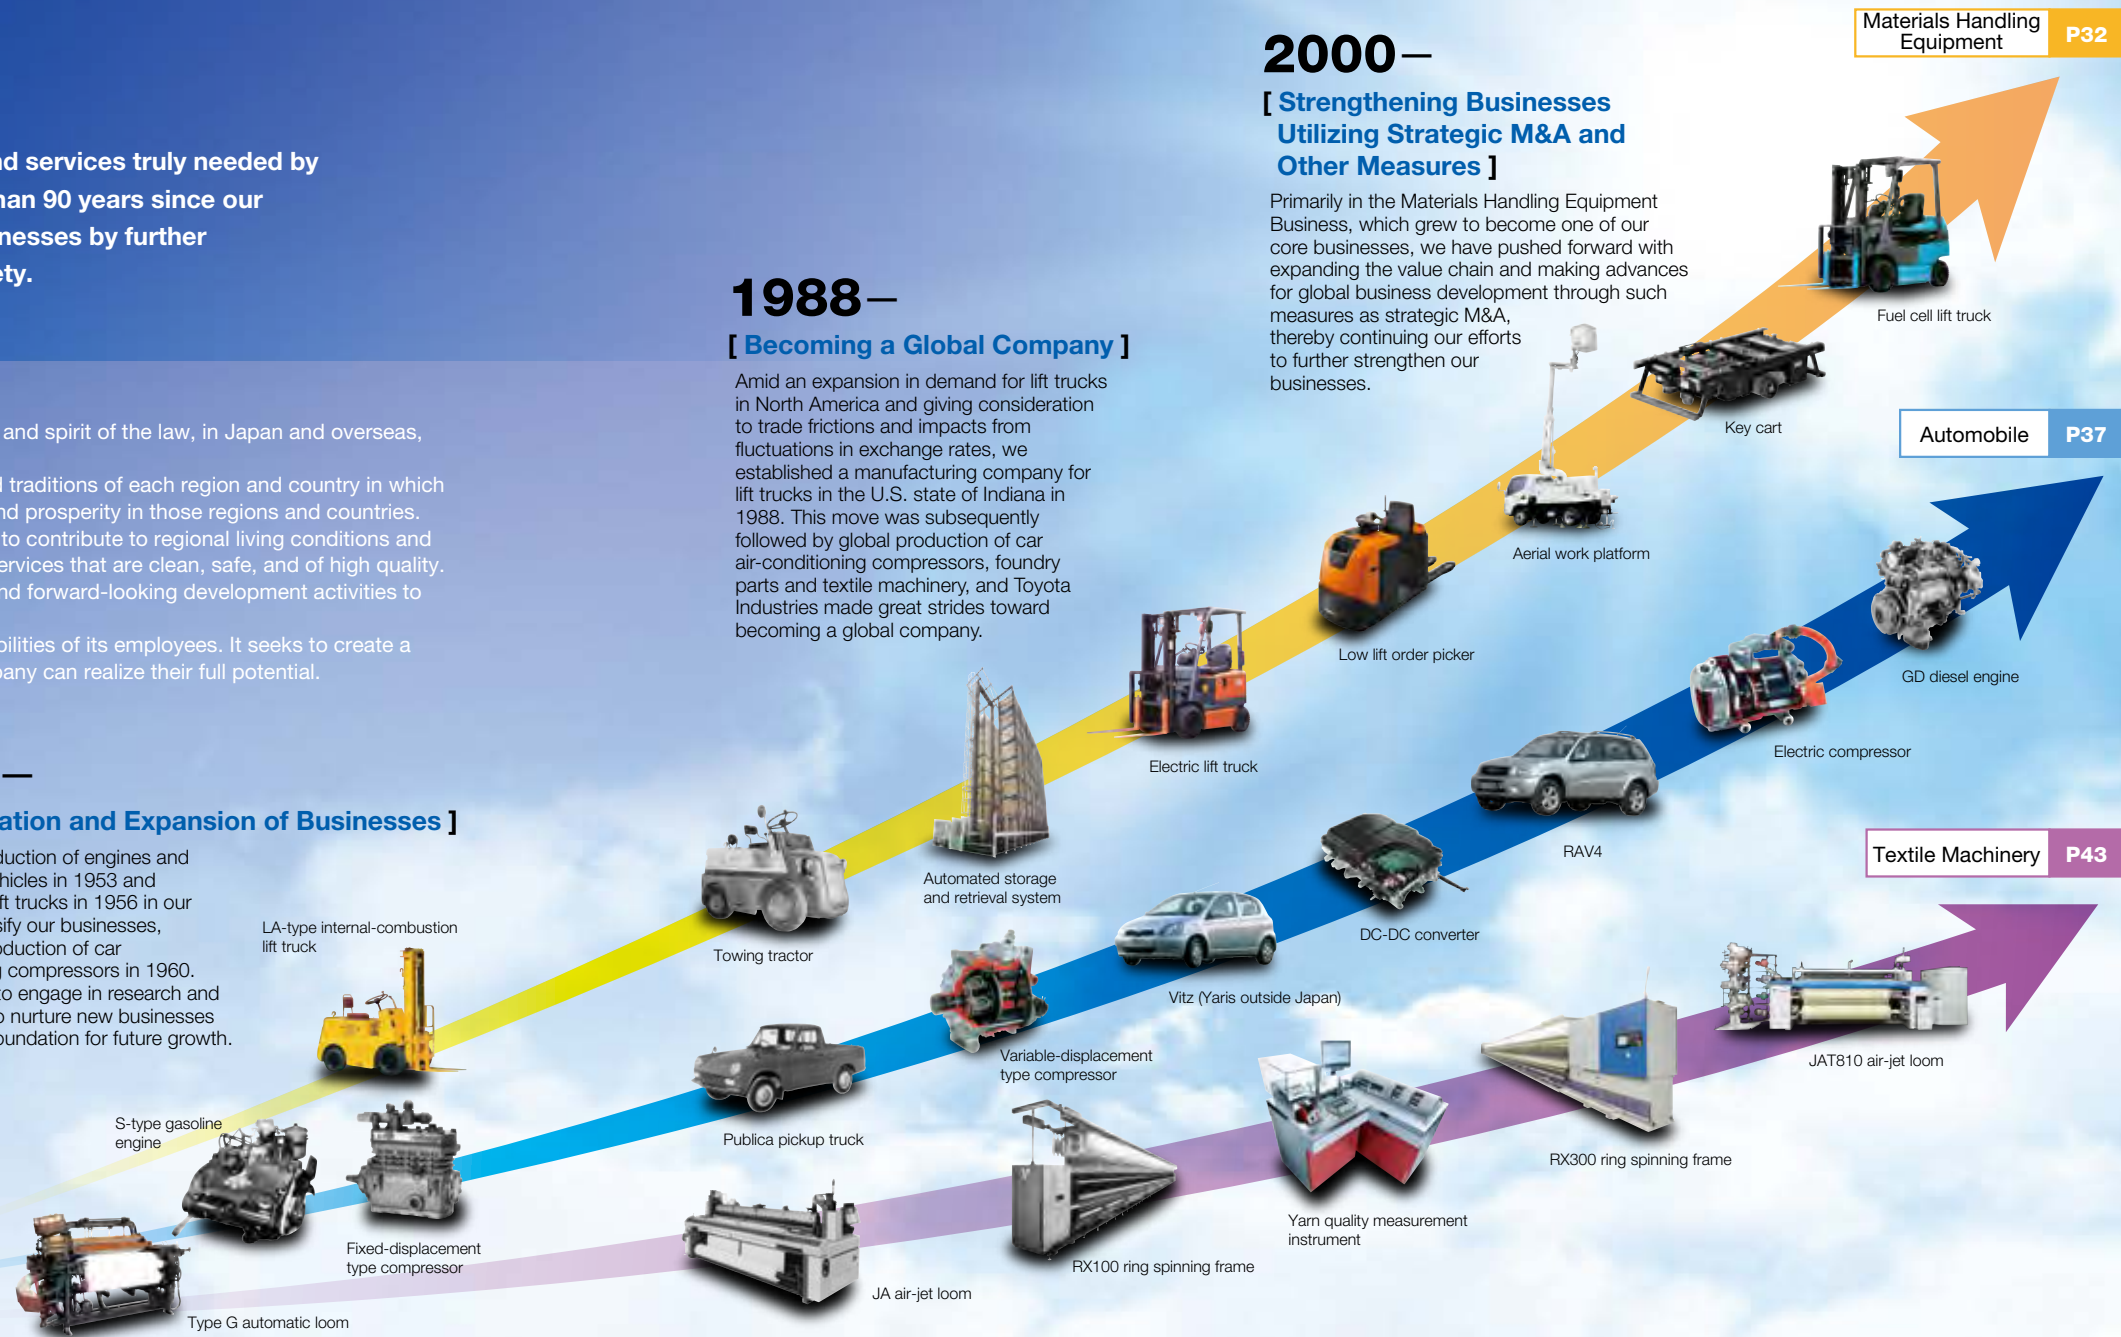 nd services truly needed by
han 90 years since our
nesses by further
ety.
and spirit of the law, in Japan and overseas,
d traditions of each region and country in which
nd prosperity in those regions and countries.
to contribute to regional living conditions and
ervices that are clean, safe, and of high quality.
nd forward-looking development activities to
bilities of its employees. It seeks to create a
pany can realize their full potential.
—
ation and Expansion of Businesses ]
duction of engines and
hicles in 1953 and
ft trucks in 1956 in our
sify our businesses,
oduction of car
g compressors in 1960.
to engage in research and
o nurture new businesses
oundation for future growth.
1988—
[ Becoming a Global Company ]
Amid an expansion in demand for lift trucks
in North America and giving consideration
to trade frictions and impacts from
fluctuations in exchange rates, we
established a manufacturing company for
lift trucks in the U.S. state of Indiana in
1988. This move was subsequently
followed by global production of car
air-conditioning compressors, foundry
parts and textile machinery, and Toyota
Industries made great strides toward
becoming a global company.
2000—
[ Strengthening Businesses
Utilizing Strategic M&A and
Other Measures ]
Primarily in the Materials Handling Equipment
Business, which grew to become one of our
core businesses, we have pushed forward with
expanding the value chain and making advances
for global business development through such
measures as strategic M&A,
thereby continuing our efforts
to further strengthen our
businesses.
Materials Handling
Equipment
P32
Fuel cell lift truck
Key cart
Aerial work platform
Low lift order picker
Electric lift truck
Automated storage
and retrieval system
Towing tractor
LA-type internal-combustion
lift truck
Automobile P37
GD diesel engine
Electric compressor
RAV4
DC-DC converter
Vitz (Yaris outside Japan)
Variable-displacement
type compressor
Publica pickup truck
Fixed-displacement
type compressor
S-type gasoline
engine
Textile Machinery P43
JAT810 air-jet loom
RX300 ring spinning frame
Yarn quality measurement
instrument
RX100 ring spinning frame
JA air-jet loom
Type G automatic loom